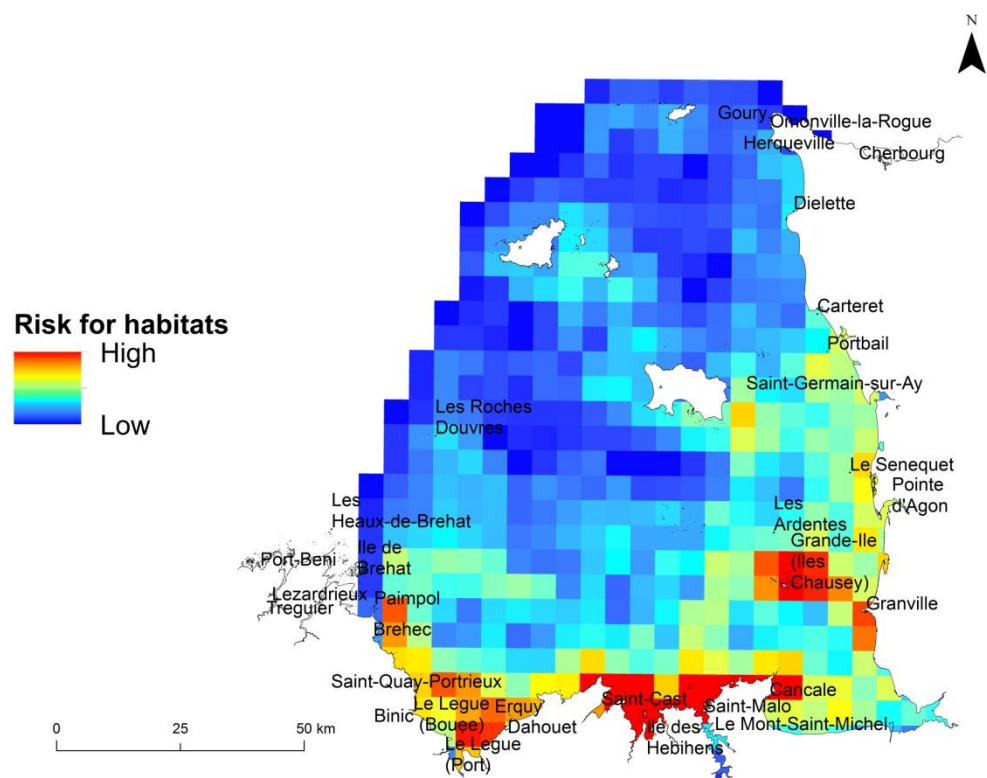 N
Goury
Omonville-la-Rogue
Herqueville
Cherbourg
Dielette
Carteret
Risk for habitats
High
Low
Portbail
Saint-Germain-sur-Ay
Les Roches
Douvres
Le Senequet
Pointe
d'Agon
Les
Heaux-de-Brehat
Les
Ardentes
Grande-Ile
(Iles
Chausey)
Ile de
Brehat
Port-Beni
Lezardrieux
Treguier
Paimpol
Granville
Brehec
Saint-Quay-Portrieux
Cancale
Saint-Cast
Le Legue
(Bouee)
Erquy
Saint-Malo
Binic
Dahouet
Ile des
Hebihens
Le Mont-Saint-Michel
Le Legue
(Port)
0 25 50 km